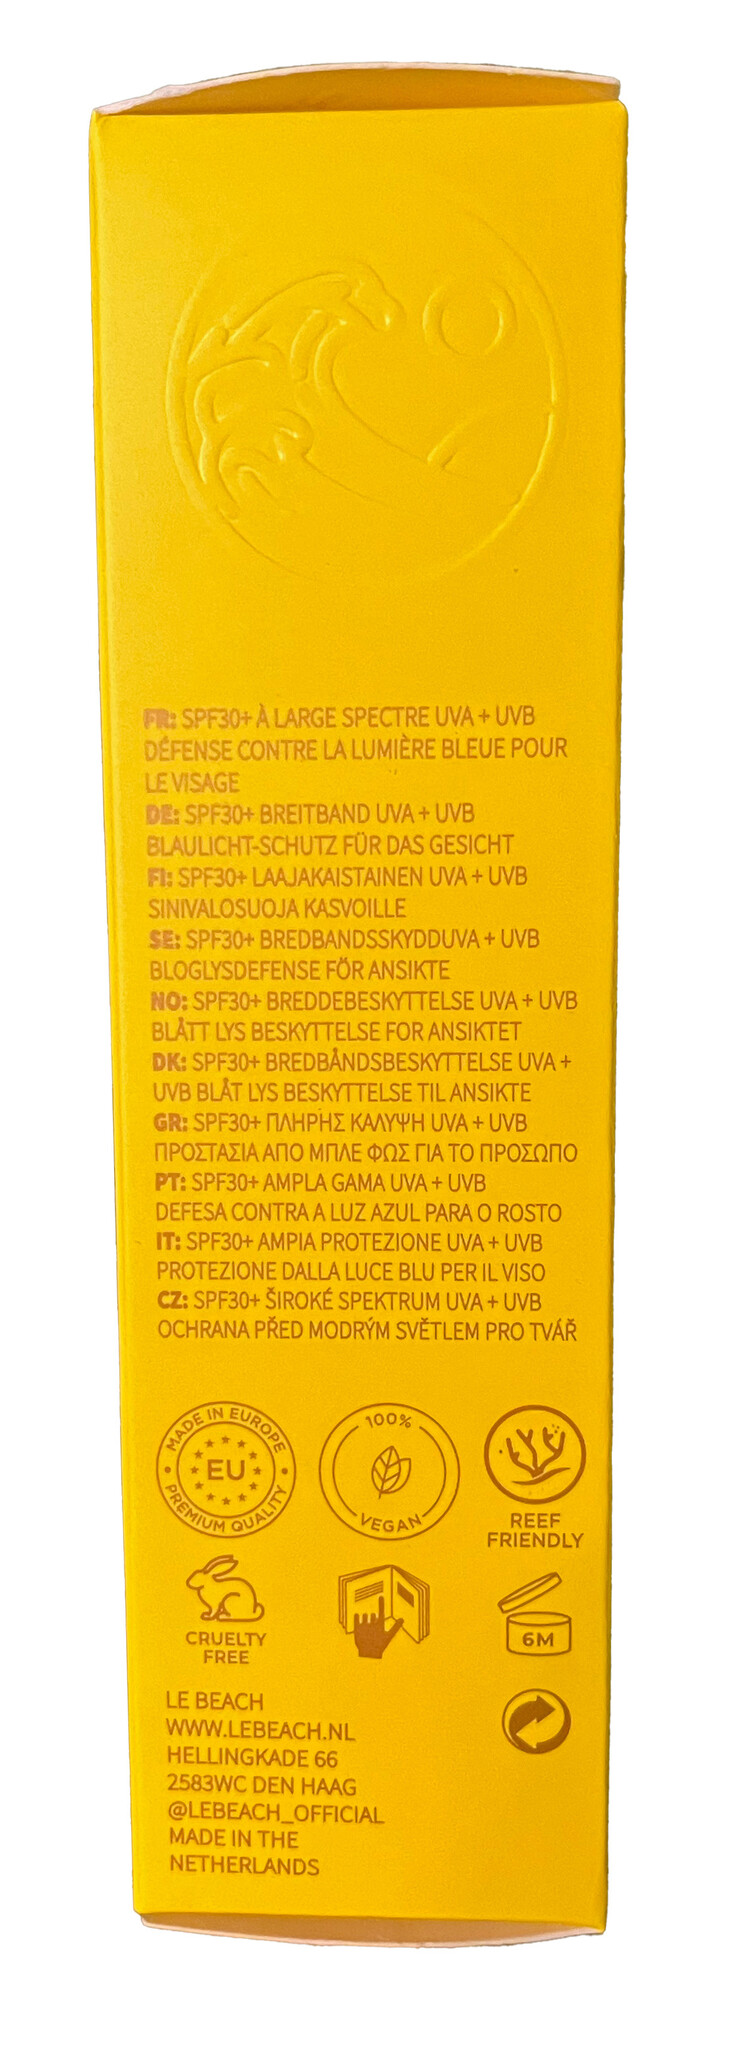 FR: SPF30+ À LARGE SPECTRE UVA + UVB
DÉFENSE CONTRE LA LUMIÈRE BLEUE POUR
LE VISAGE
DE: SPF30+ BREITBAND UVA + UVB
BLAULICHT-SCHUTZ FÜR DAS GESICHT
FI: SPF30+ LAAJAKAISTAINEN UVA + UVB
SINIVALOSUOJA KASVOILLE
SE: SPF30+ BREDBANDSSKYDDUVA + UVB
BLOGLYSDEFENSE FÖR ANSIKTE
NO: SPF30+ BREDDEBESKYTTELSE UVA + UVB
BLÅTT LYS BESKYTTELSE FOR ANSIKTET
DK: SPF30+ BREDBÅNDSBESKYTTELSE UVA +
UVB BLÅT LYS BESKYTTELSE TIL ANSIKTE
GR: SPF30+ ΠΛΗΡΗΣ ΚΑΛΥΨΗ UVA + UVB
ΠΡΟΣΤΑΣΙΑ ΑΠΟ ΜΠΛΕ ΦΩΣ ΓΙΑ ΤΟ ΠΡΟΣΩΠΟ
PT: SPF30+ AMPLA GAMA UVA + UVB
DEFESA CONTRA A LUZ AZUL PARA O ROSTO
IT: SPF30+ AMPIA PROTEZIONE UVA + UVB
PROTEZIONE DALLA LUCE BLU PER IL VISO
CZ: SPF30+ ŠIROKÉ SPEKTRUM UVA + UVB
OCHRANA PŘED MODRÝM SVĚTLEM PRO TVÁŘ
MADE IN EUROPE
EU
PREMIUM QUALITY
100%
VEGAN
REEF
FRIENDLY
CRUELTY
FREE
6M
LE BEACH
WWW.LEBEACH.NL
HELLINGKADE 66
2583WC DEN HAAG
@LEBEACH_OFFICIAL
MADE IN THE
NETHERLANDS